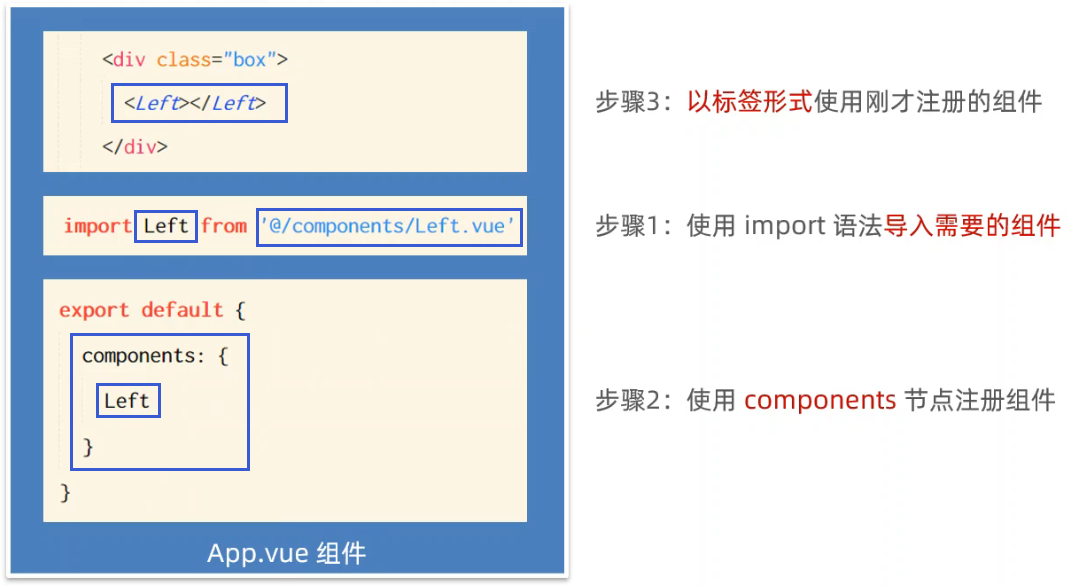 <div class="box">
<Left></Left>
</div>
步骤3：以标签形式使用刚才注册的组件
import Left from '@/components/Left.vue'
步骤1：使用 import 语法导入需要的组件
export default {
components: {
Left
}
}
步骤2：使用 components 节点注册组件
App.vue 组件